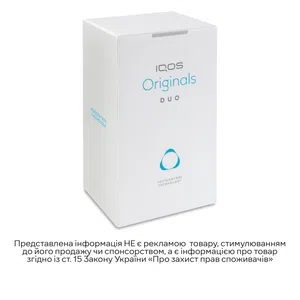 IQOS
Originals
DUO
Представлена інформація НЕ є рекламою товару, стимулюванням
до його продажу чи спонсорством, а є інформацією про товар
згідно із ст. 15 Закону України «Про захист прав споживачів»